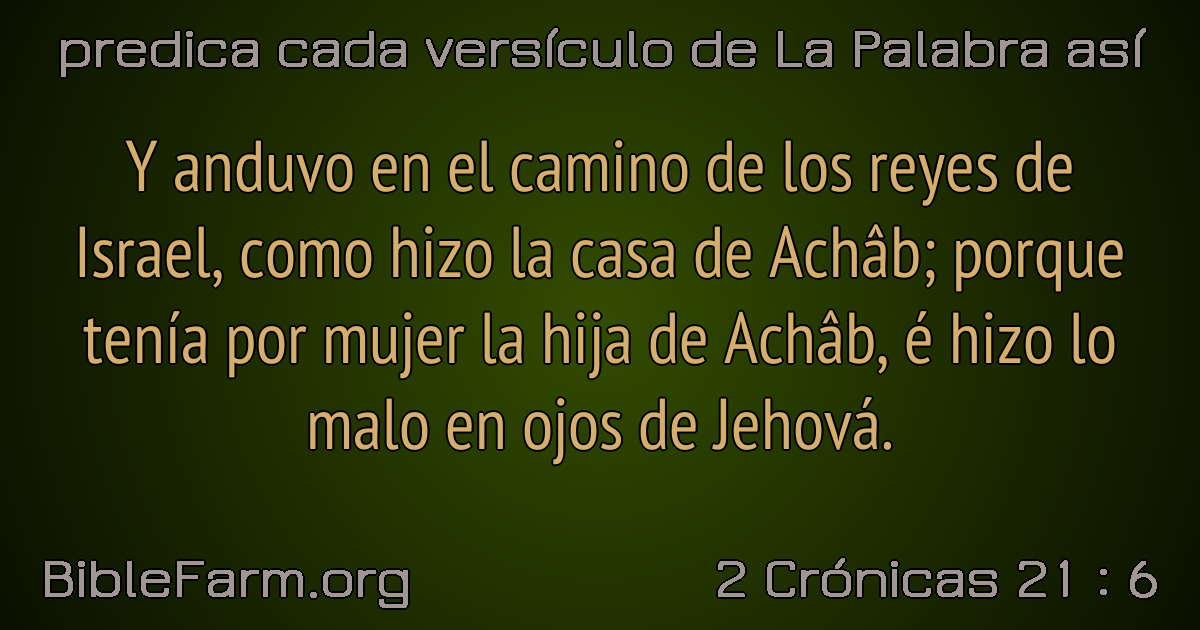 predica cada versículo de La Palabra así
Y anduvo en el camino de los reyes de
Israel, como hizo la casa de Achâb; porque
tenía por mujer la hija de Achâb, é hizo lo
malo en ojos de Jehová.
BibleFarm.org
2 Crónicas 21 : 6